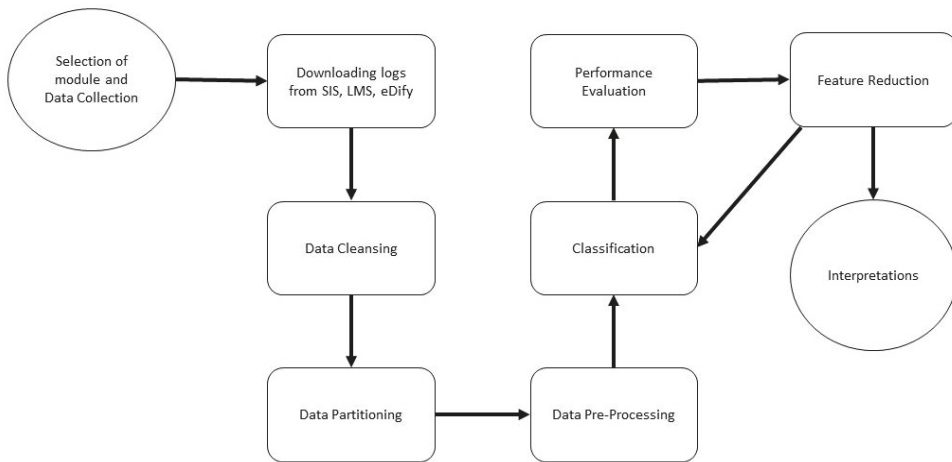 Selection of
module and
Data Collection
Downloading logs
from SIS, LMS, eDify
Data Cleansing
Data Partitioning
Data Pre-Processing
Classification
Performance
Evaluation
Feature Reduction
Interpretations